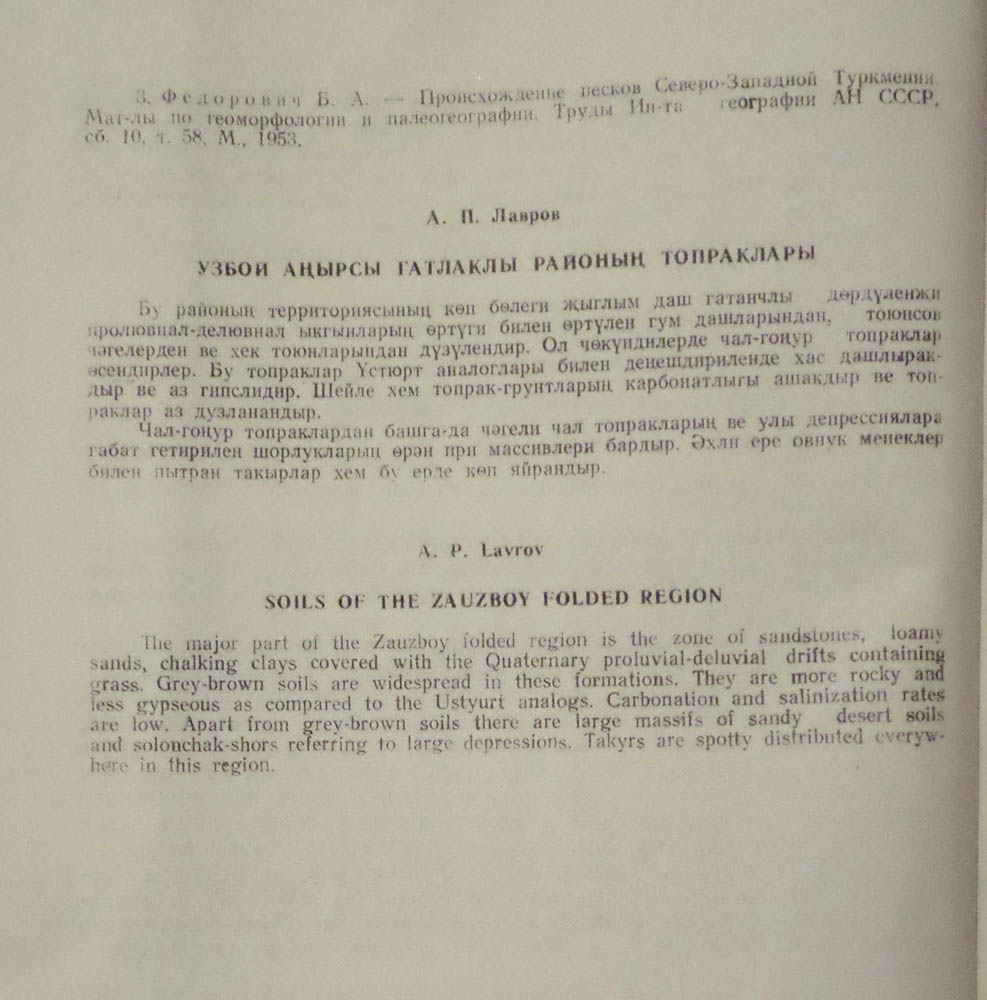 3. Федорович Б. А. — Происхождение песков Северо-Западной Туркмении.
Мат-лы по геоморфологии и палеогеографии. Труды Ин-та географии АН СССР,
сб. 10, т. 58, М., 1953.
А. П. Лавров
УЗБОЙ АҢЫРСЫ ГАТЛАКЛЫ РАЙОНЫҢ ТОПРАКЛАРЫ
Бу районың территориясының көп бөлеги җыглым даш гатанчлы дөрдүленжи
пролювиал-делювиал ыкгынларың өртүги билен өртүлен гум дашларындан, тоюнсов
чәгелерден ве хек тоюнларындан дүзүлендир. Ол чөкүндилерде чал-гоңур топраклар
өсендирлер. Бу топраклар Үстюрт аналоглары билен деңешдириленде хас дашлырак-
дыр ве аз гипслидир. Шейле хем топрак-грунтларың карбонатлыгы ашакдыр ве топ-
раклар аз дузланандыр.
Чал-гоңур топраклардан башга-да чәгели чал топракларың ве улы депрессиялара
габат гетирилен шорлукларың өрән ири массивлери бардыр. Әхли ере овнук менеклер
билен пытран такырлар хем бу ерде көп яйрандыр.
A. P. Lavrov
SOILS OF THE ZAUZBOY FOLDED REGION
The major part of the Zauzboy folded region is the zone of sandstones, loamy
sands, chalking clays covered with the Quaternary proluvial-deluvial drifts containing
grass. Grey-brown soils are widespread in these formations. They are more rocky and
less gypseous as compared to the Ustyurt analogs. Carbonation and salinization rates
are low. Apart from grey-brown soils there are large massifs of sandy desert soils
and solonchak-shors referring to large depressions. Takyrs are spotty distributed everyw-
here in this region.